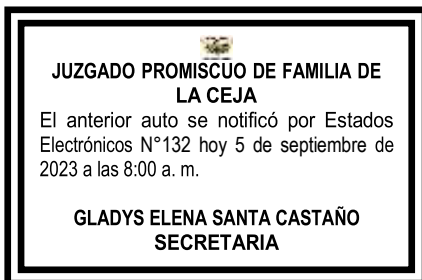 JUZGADO PROMISCUO DE FAMILIA DE
LA CEJA
El anterior auto se notificó por Estados
Electrónicos N°132 hoy 5 de septiembre de
2023 a las 8:00 a. m.
GLADYS ELENA SANTA CASTAÑO
SECRETARIA